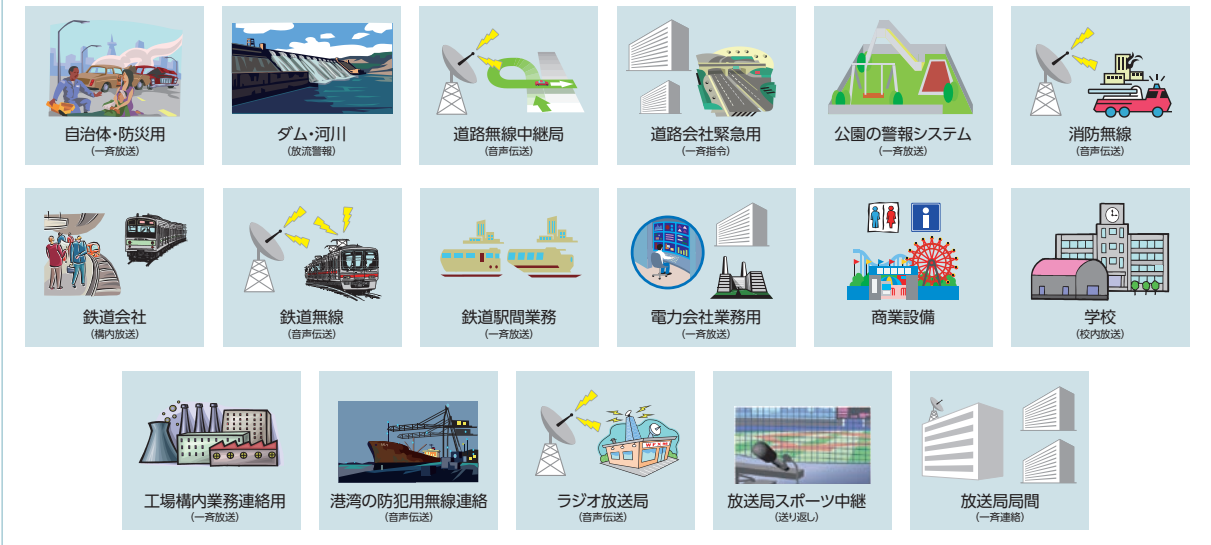 自治体・防災用
(一斉放送)
ダム・河川
(放流警報)
道路無線中継局
(音声伝送)
道路会社緊急用
(一斉指令)
公園の警報システム
(一斉放送)
消防無線
(音声伝送)
鉄道会社
(構内放送)
鉄道無線
(音声伝送)
鉄道駅間業務
(一斉放送)
電力会社業務用
(一斉放送)
商業設備
学校
(校内放送)
工場構内業務連絡用
(一斉放送)
港湾の防犯用無線連絡
(音声伝送)
ラジオ放送局
(音声伝送)
放送局スポーツ中継
(送り返し)
放送局局間
(一斉連絡)